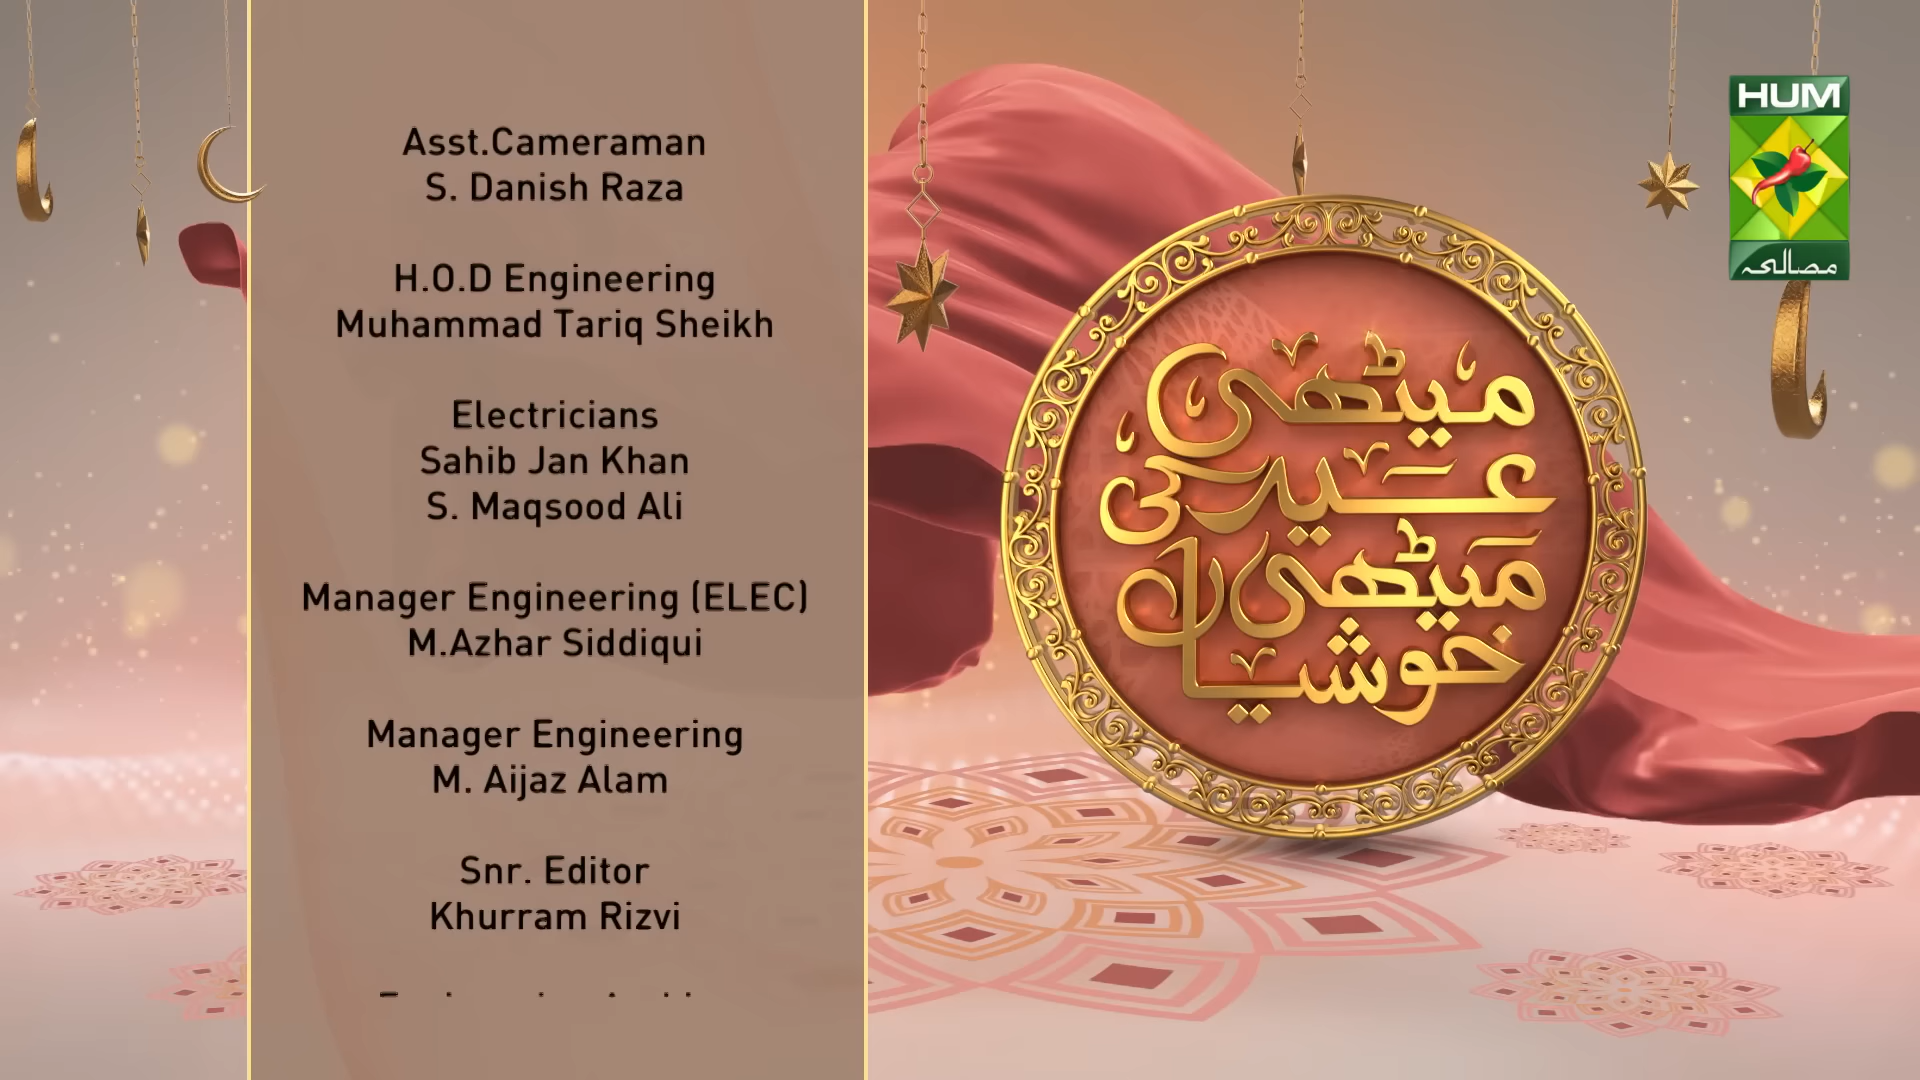 Asst.Cameraman
S. Danish Raza
H.O.D Engineering
Muhammad Tariq Sheikh
Electricians
Sahib Jan Khan
S. Maqsood Ali
Manager Engineering (ELEC)
M.Azhar Siddiqui
Manager Engineering
M. Aijaz Alam
Snr. Editor
Khurram Rizvi
میٹھی
عید کی
میٹھی
خوشیاں
HUM
مصالحہ